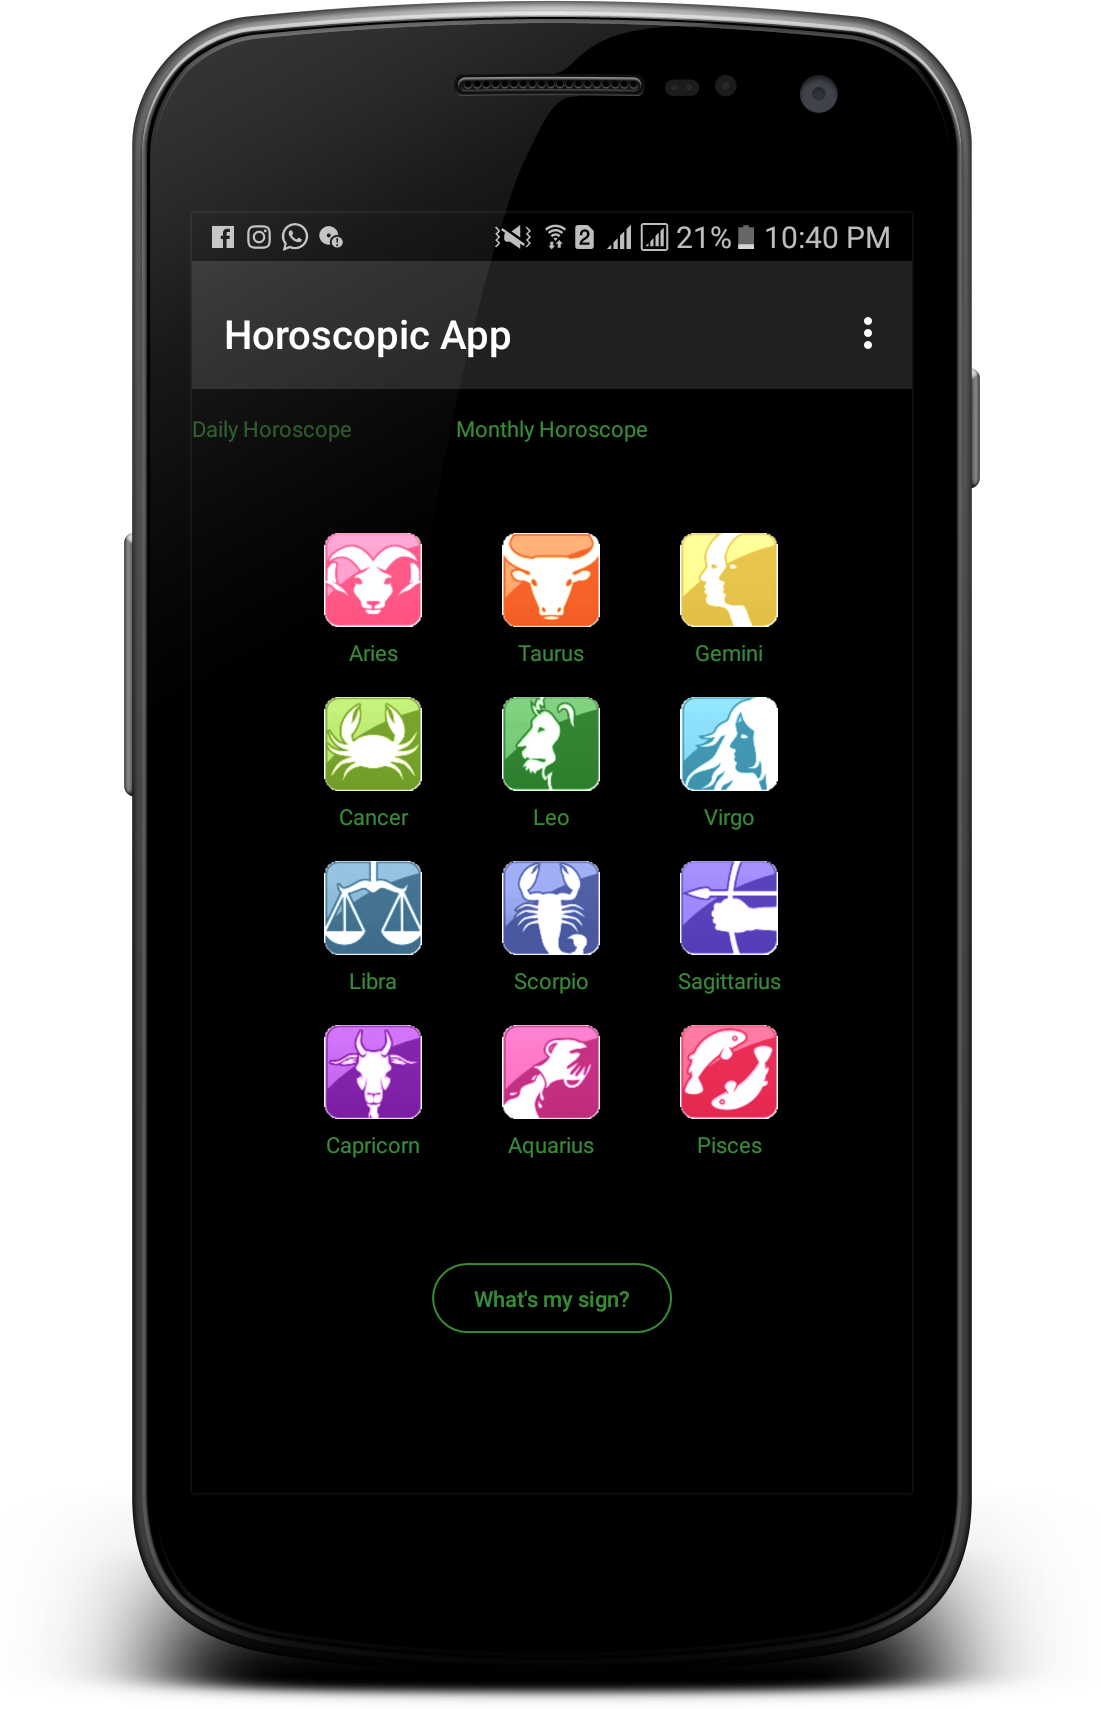 2 21% 10:40 PM
Horoscopic App
Daily Horoscope Monthly Horoscope
Aries Taurus Gemini
Cancer Leo Virgo
Libra Scorpio Sagittarius
Capricorn Aquarius Pisces
What's my sign?